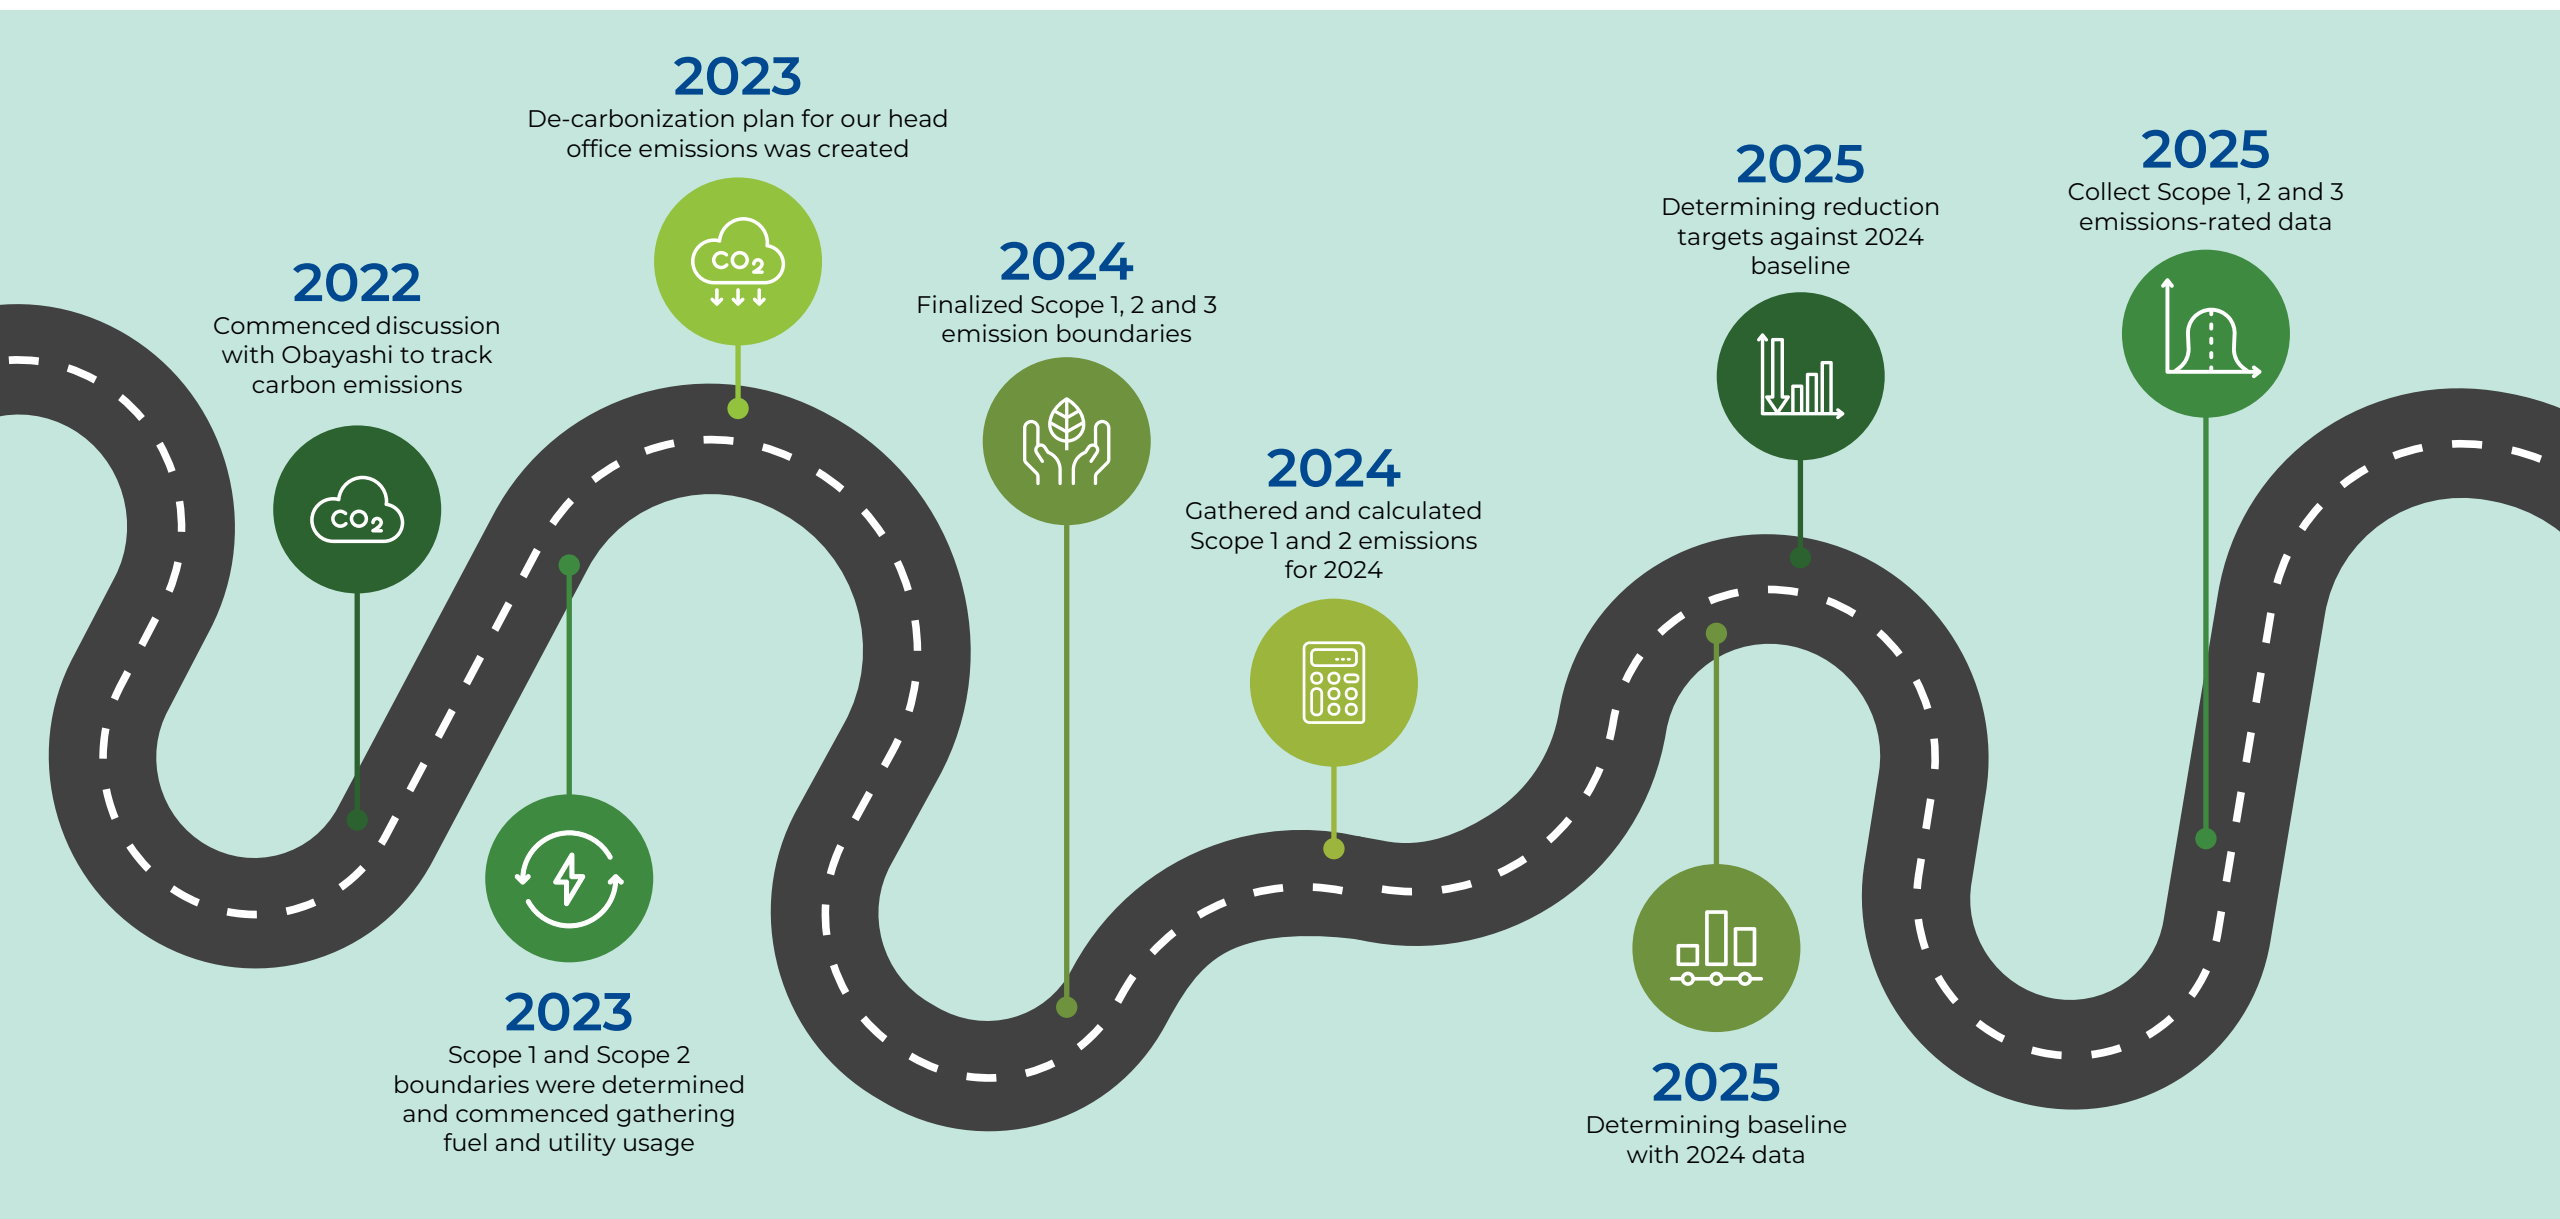 2022
Commenced discussion
with Obayashi to track
carbon emissions
CO2
2023
Scope 1 and Scope 2
boundaries were determined
and commenced gathering
fuel and utility usage
2023
De-carbonization plan for our head
office emissions was created
CO2
2024
Finalized Scope 1, 2 and 3
emission boundaries
2024
Gathered and calculated
Scope 1 and 2 emissions
for 2024
2025
Determining baseline
with 2024 data
2025
Determining reduction
targets against 2024
baseline
2025
Collect Scope 1, 2 and 3
emissions-rated data